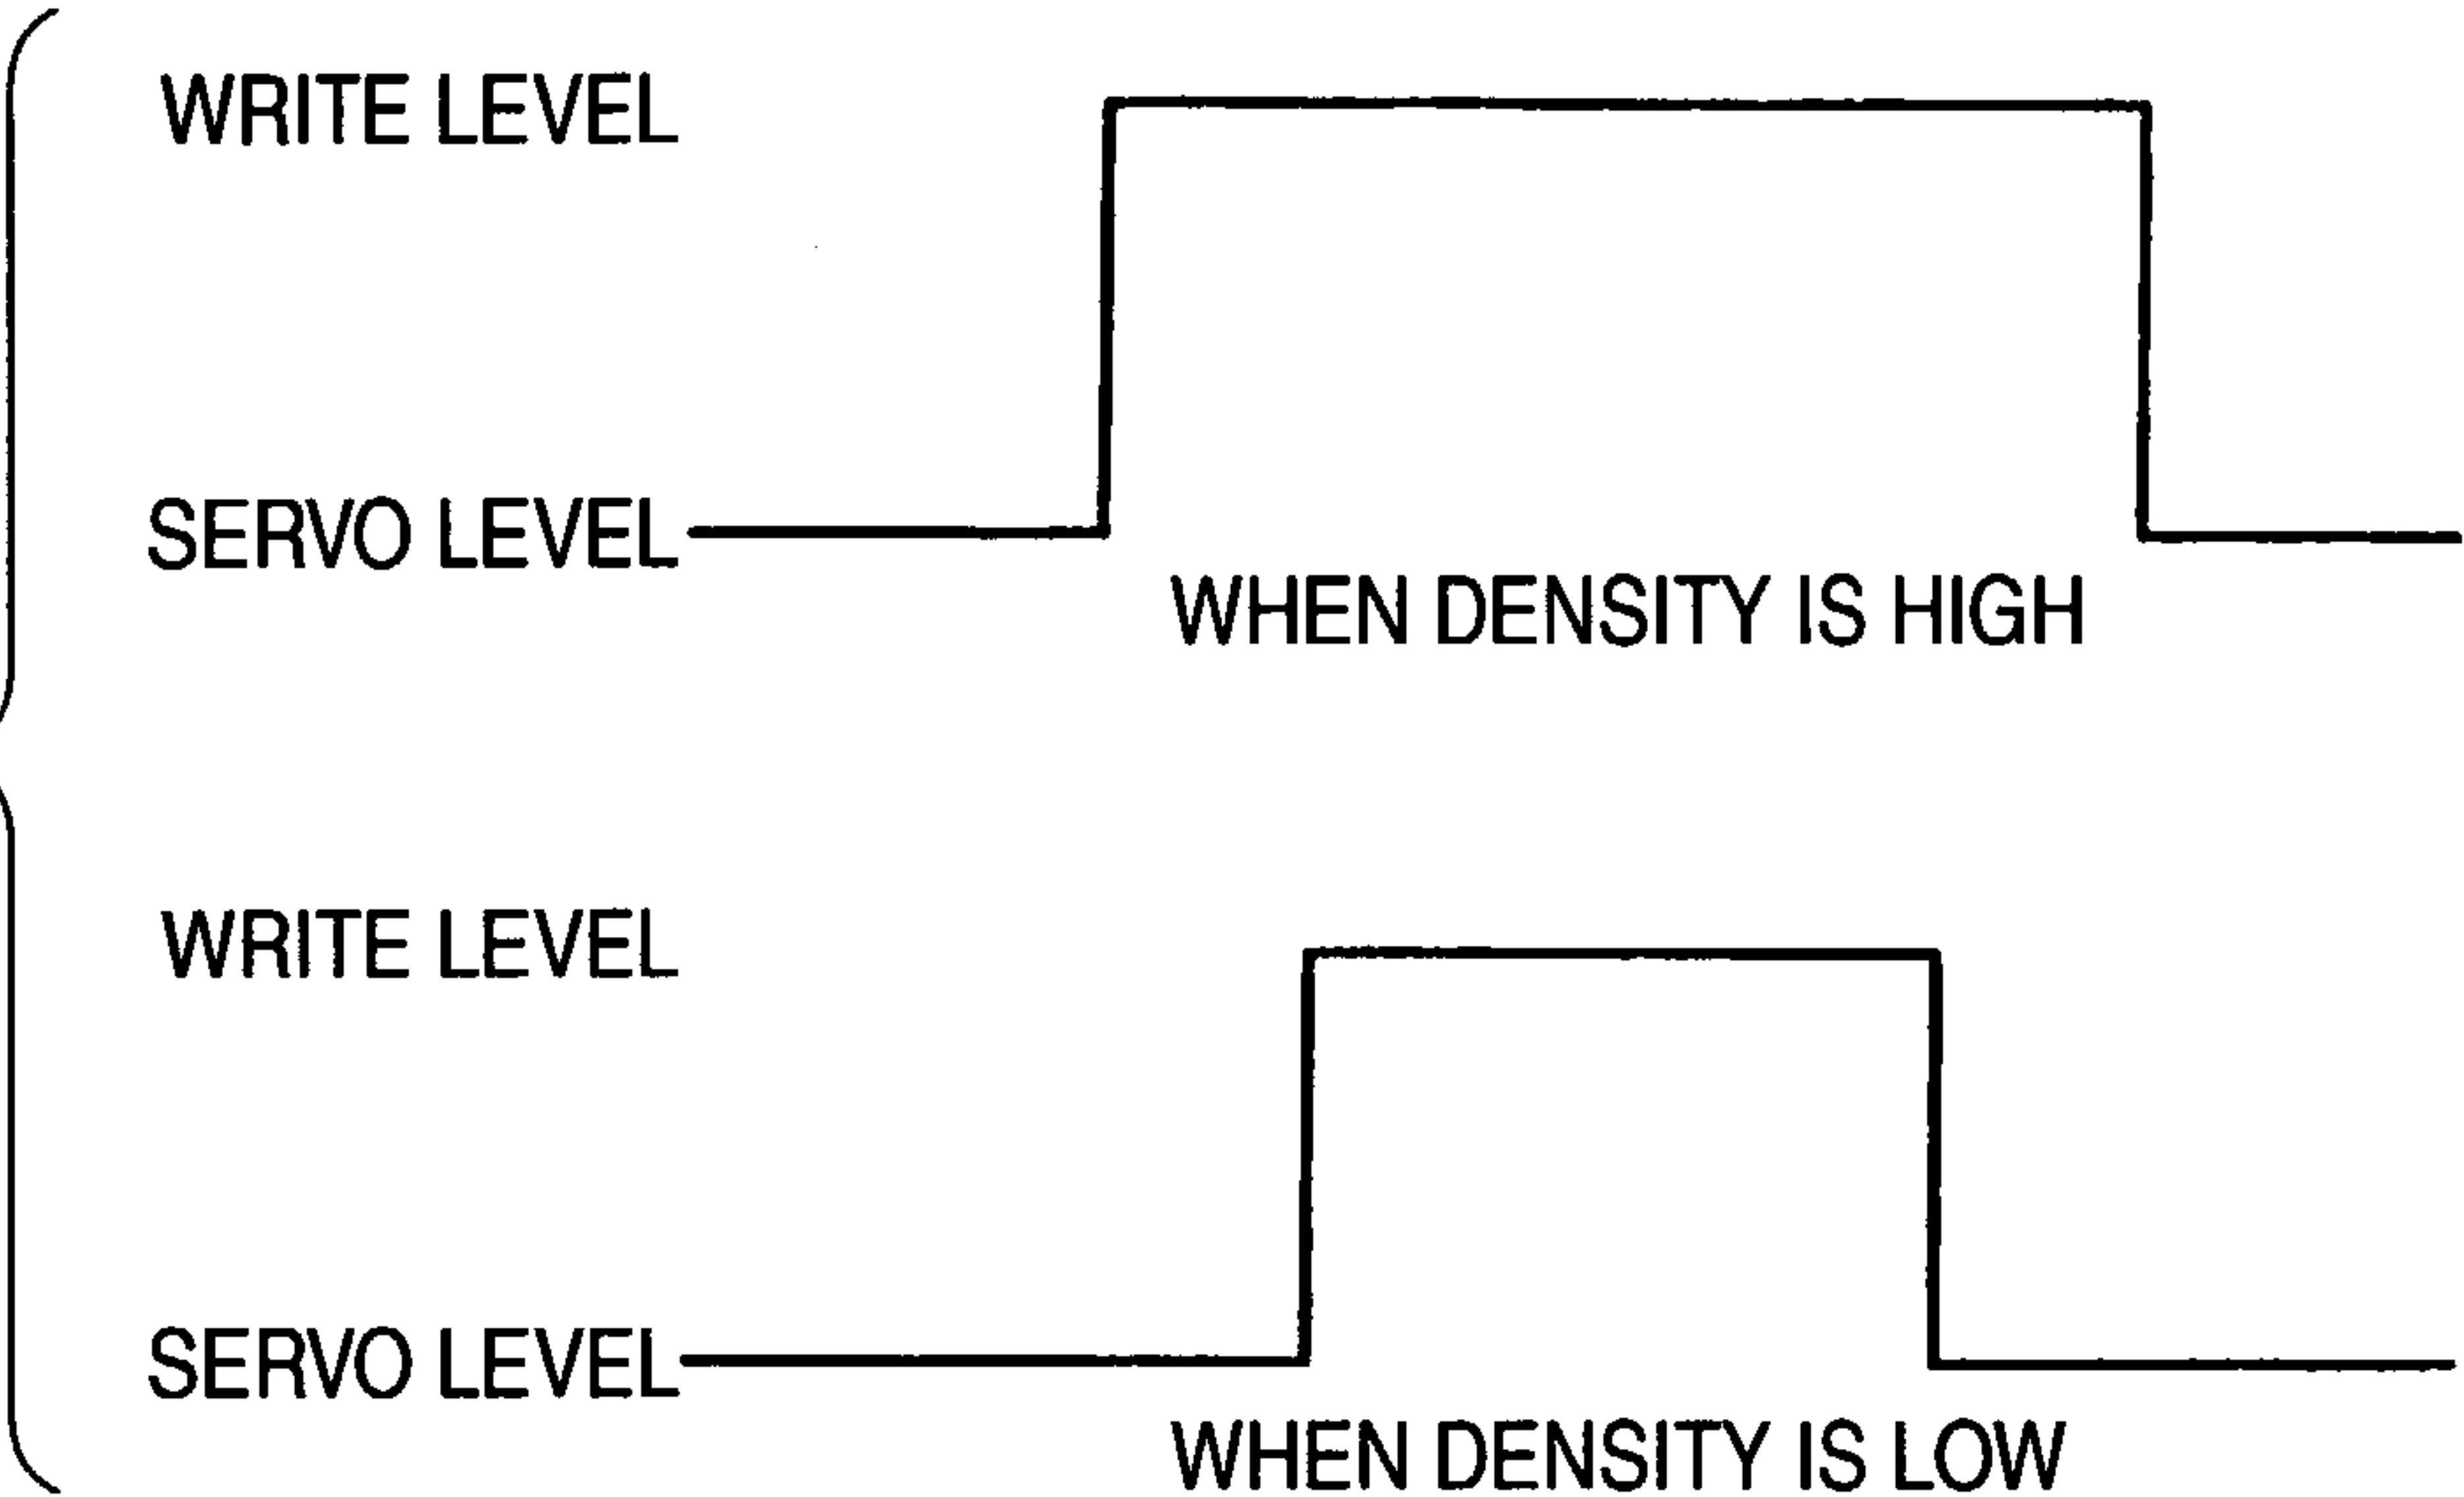 WRITE LEVEL
SERVO LEVEL
WHEN DENSITY IS HIGH
WRITE LEVEL
SERVO LEVEL
WHEN DENSITY IS LOW